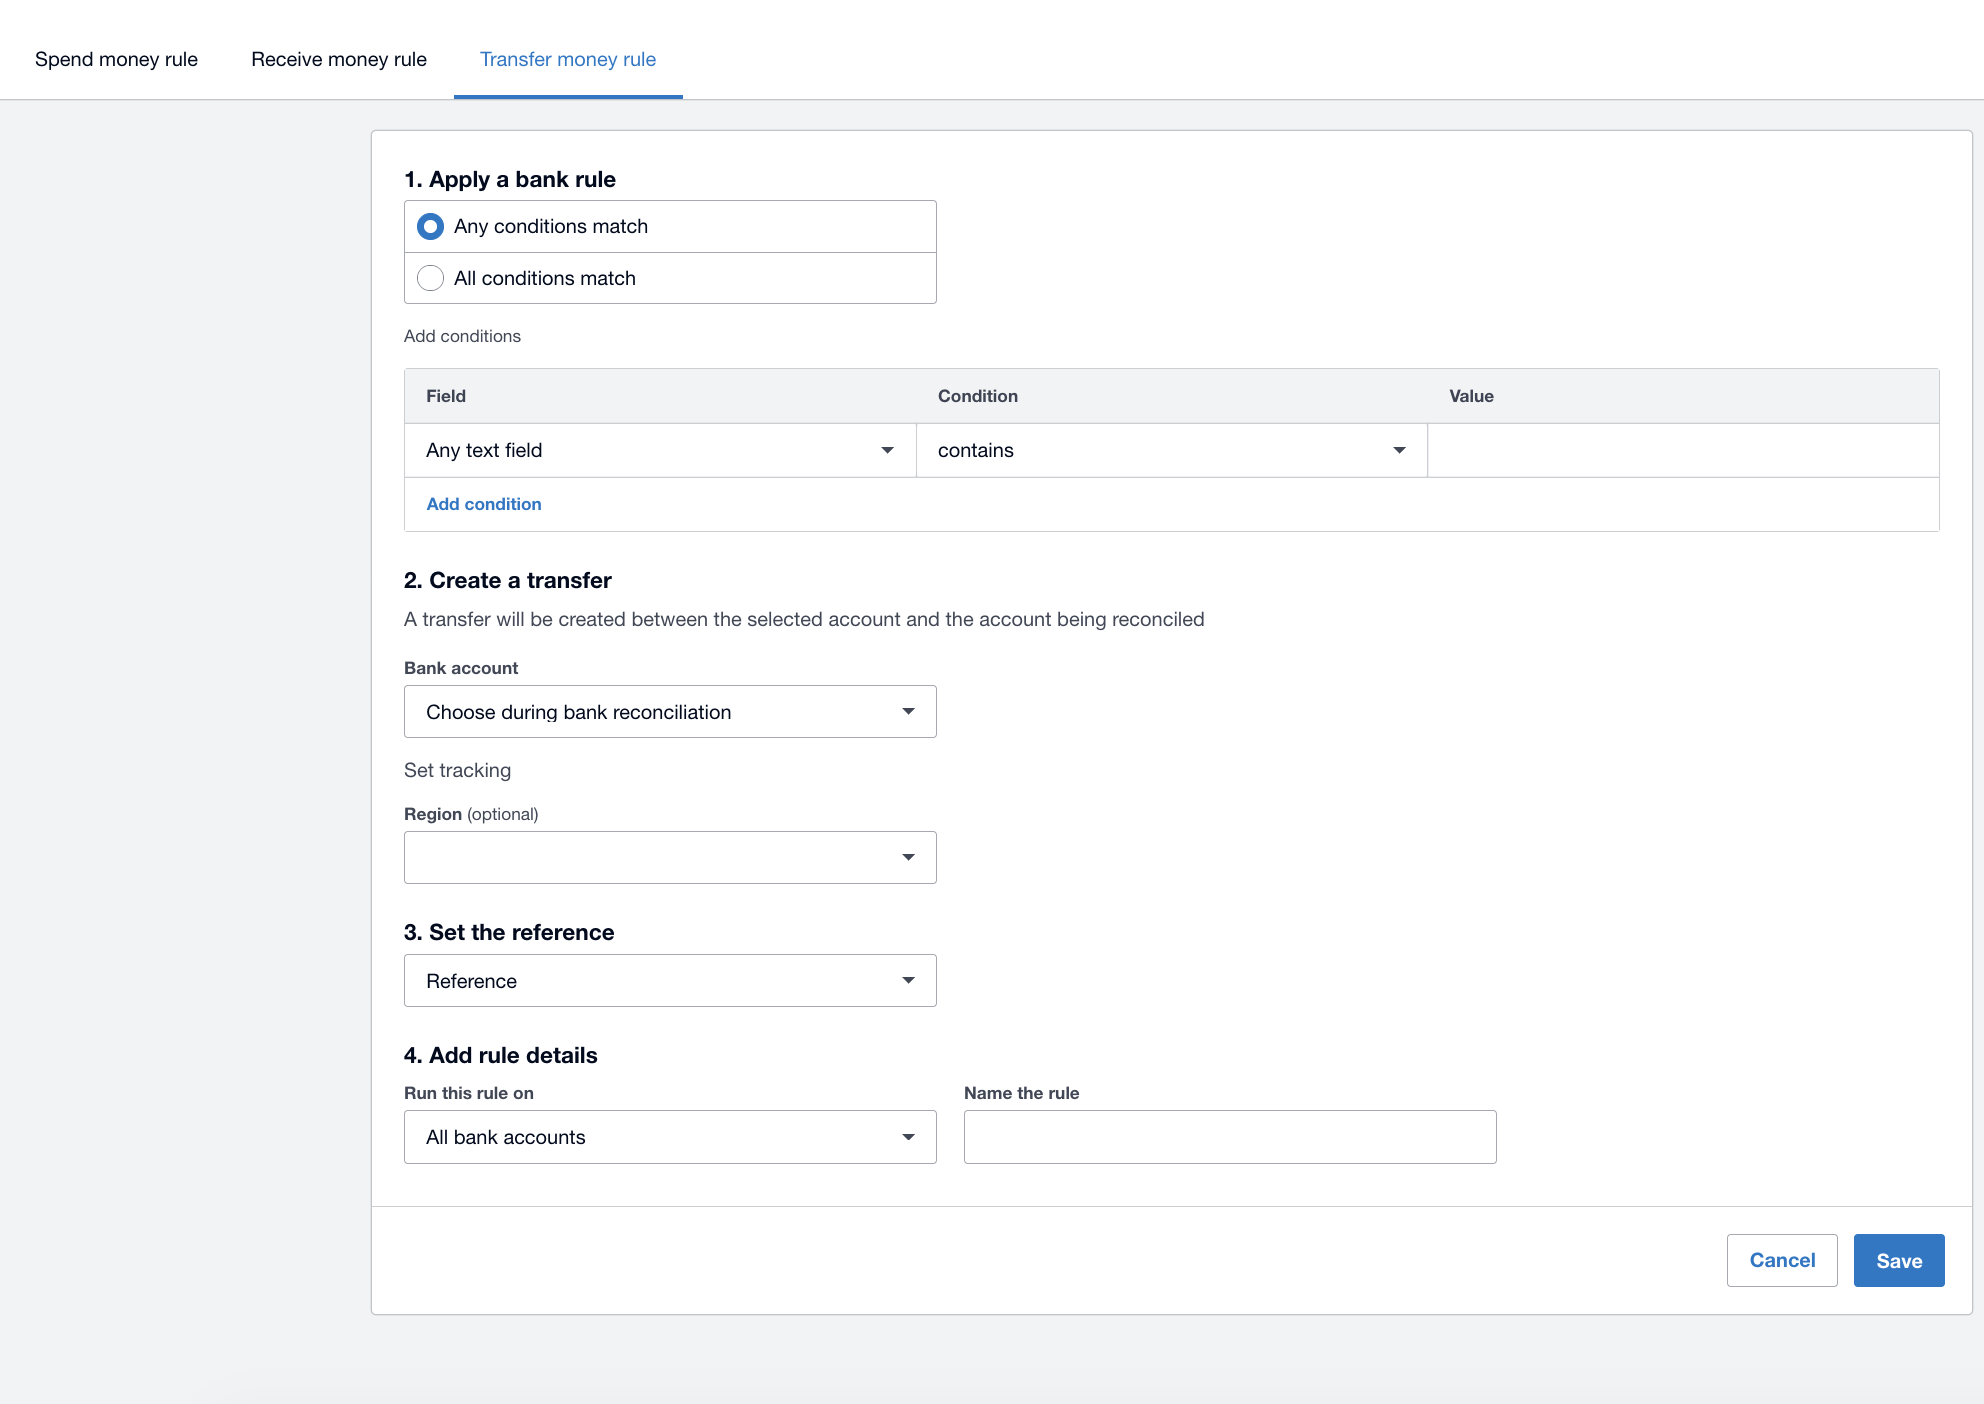 Spend money rule Receive money rule Transfer money rule
1. Apply a bank rule
Any conditions match
All conditions match
Add conditions
Field Condition Value
Any text field contains
Add condition
2. Create a transfer
A transfer will be created between the selected account and the account being reconciled
Bank account
Choose during bank reconciliation
Set tracking
Region (optional)
3. Set the reference
Reference
4. Add rule details
Run this rule on Name the rule
All bank accounts
Cancel Save